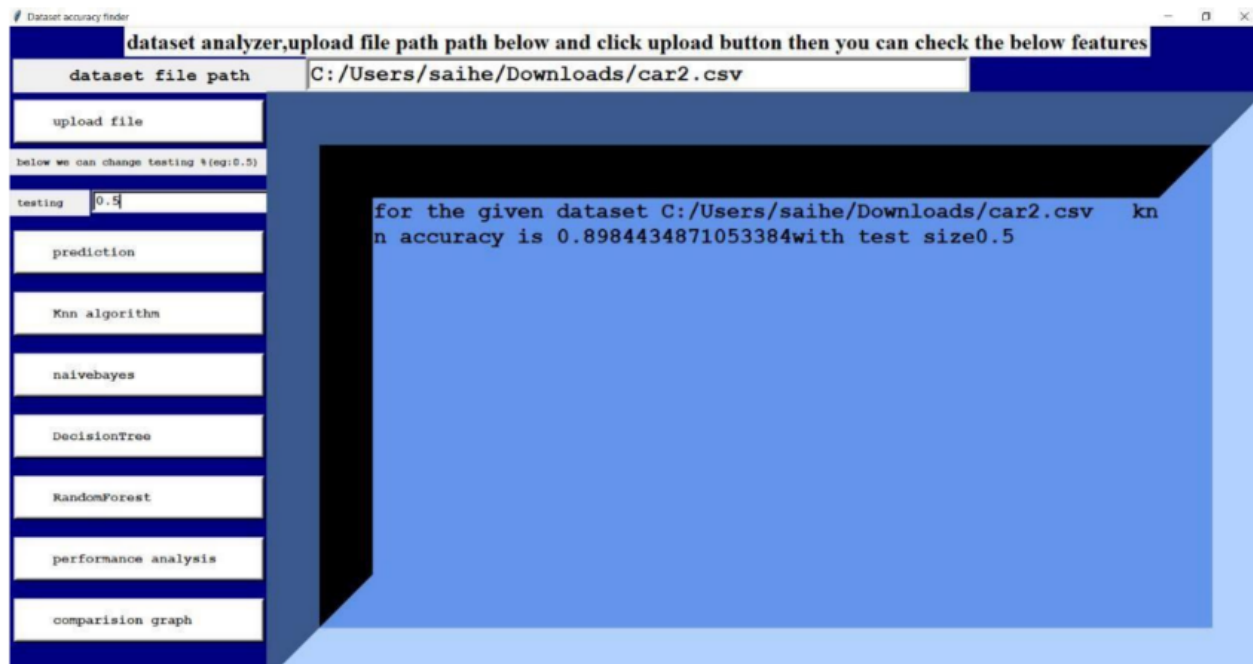 Dataset accuracy finder
dataset analyzer,upload file path path below and click upload button then you can check the below features
dataset file path
C:/Users/saihe/Downloads/car2.csv
upload file
below we can change testing %(eg:0.5)
testing
0.5
prediction
Knn algorithm
naivebayes
DecisionTree
RandomForest
performance analysis
comparision graph
for the given dataset C:/Users/saihe/Downloads/car2.csv   kn
n accuracy is 0.8984434871053384with test size0.5